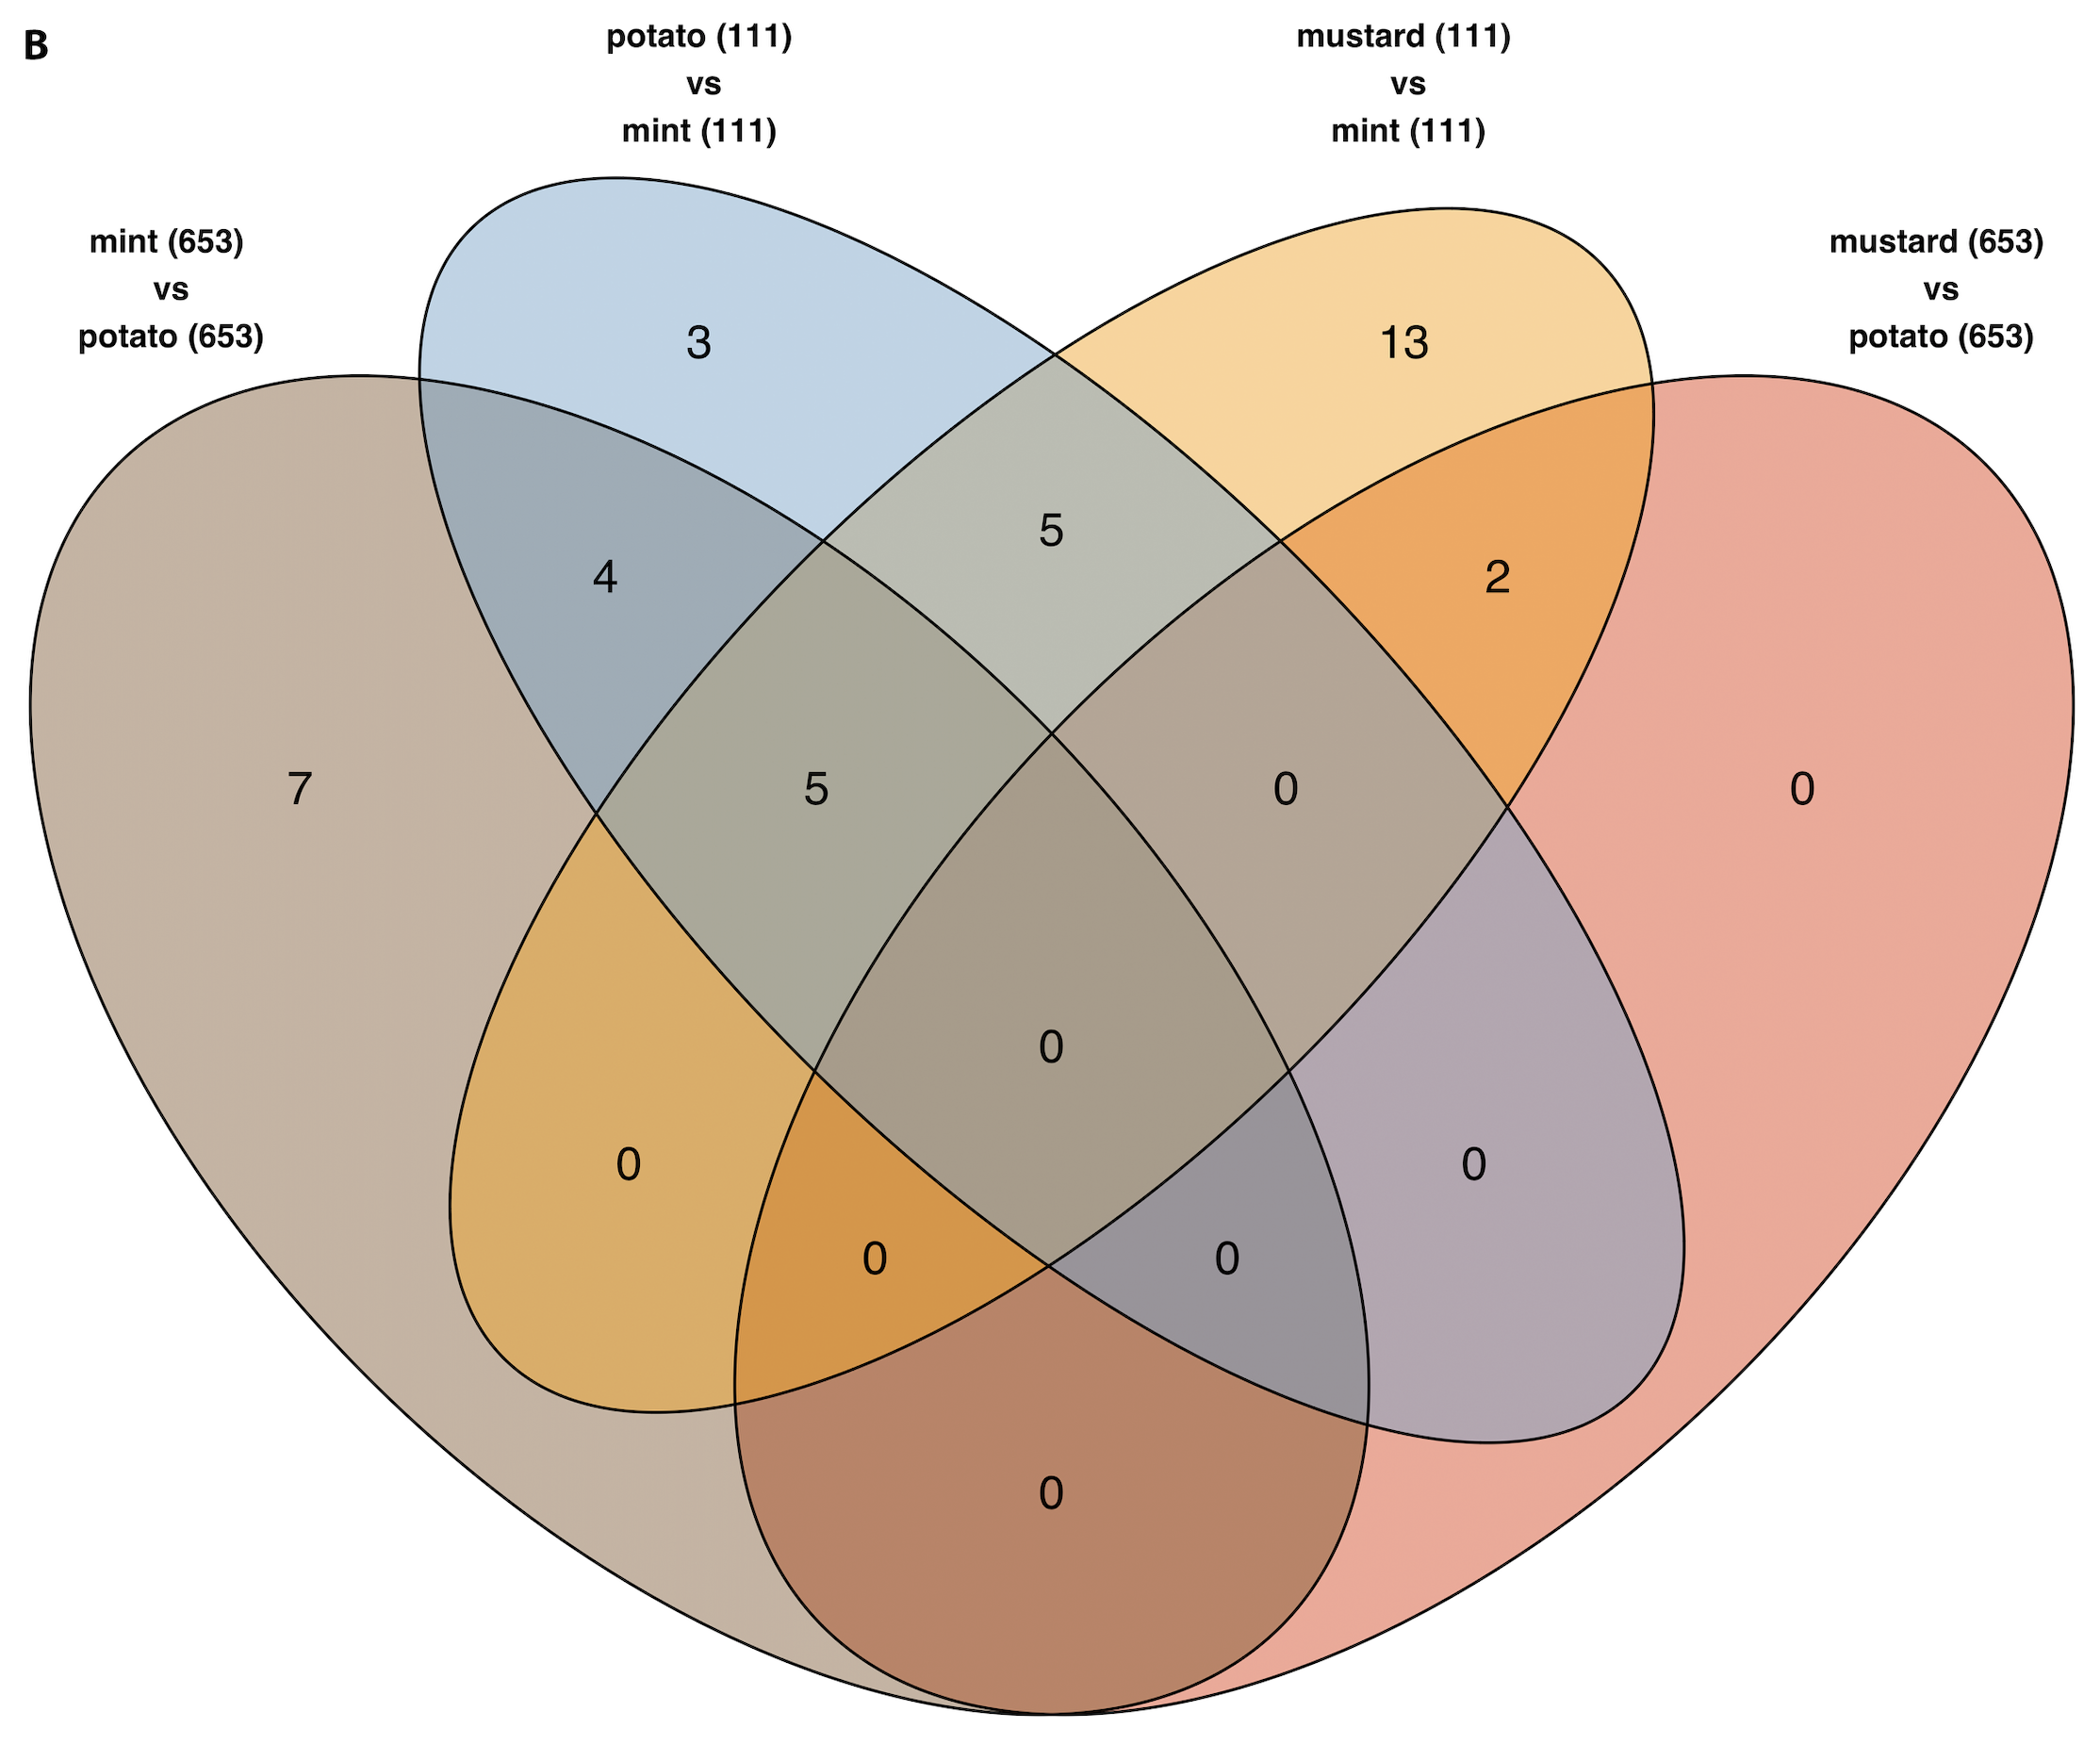 B
potato (111)
vs
mint (111)
mustard (111)
vs
mint (111)
mint (653)
vs
potato (653)
mustard (653)
vs
potato (653)
3
13
5
4
2
7
5
0
0
0
0
0
0
0
0